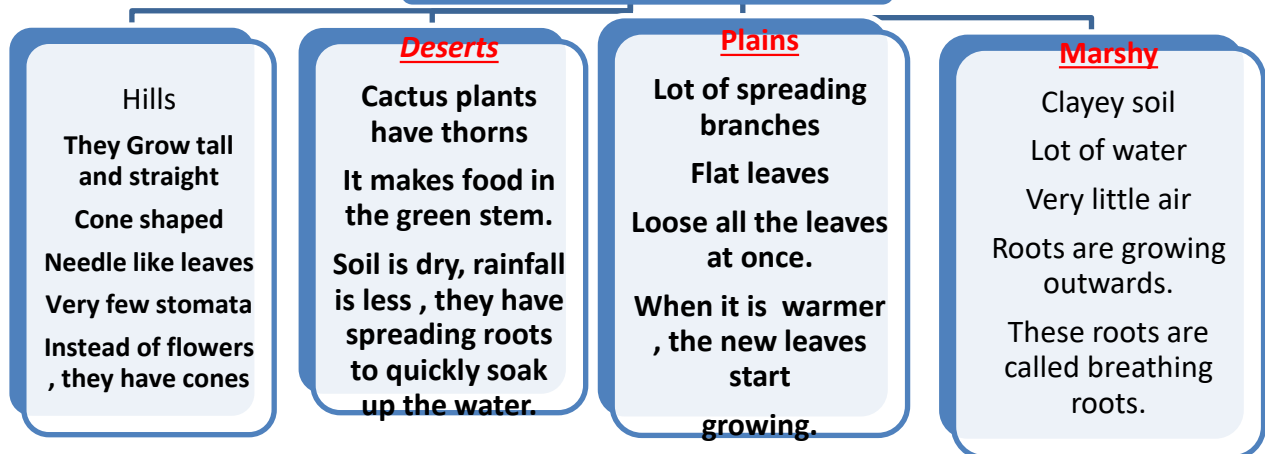 Hills
They Grow tall
and straight
Cone shaped
Needle like leaves
Very few stomata
Instead of flowers
, they have cones
Deserts
Cactus plants
have thorns
It makes food in
the green stem.
Soil is dry, rainfall
is less , they have
spreading roots
to quickly soak
up the water.
Plains
Lot of spreading
branches
Flat leaves
Loose all the leaves
at once.
When it is  warmer
, the new leaves
start
growing.
Marshy
Clayey soil
Lot of water
Very little air
Roots are growing
outwards.
These roots are
called breathing
roots.